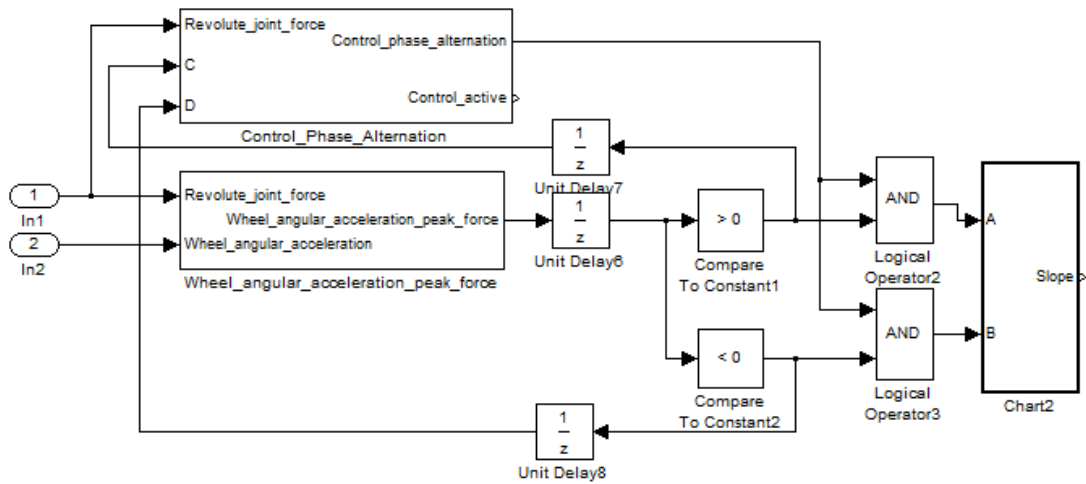 Revolute_joint_force
Control_phase_alternation
C
Control_active
D
Control_Phase_Alternation
1
z
Unit Delay7
1
In1
2
In2
Revolute_joint_force
Wheel_angular_acceleration_peak_force
Wheel_angular_acceleration
Wheel_angular_acceleration_peak_force
1
z
Unit Delay6
> 0
Compare
To Constant1
AND
Logical
Operator2
A
Slope
B
Chart2
< 0
Compare
To Constant2
AND
Logical
Operator3
1
z
Unit Delay8